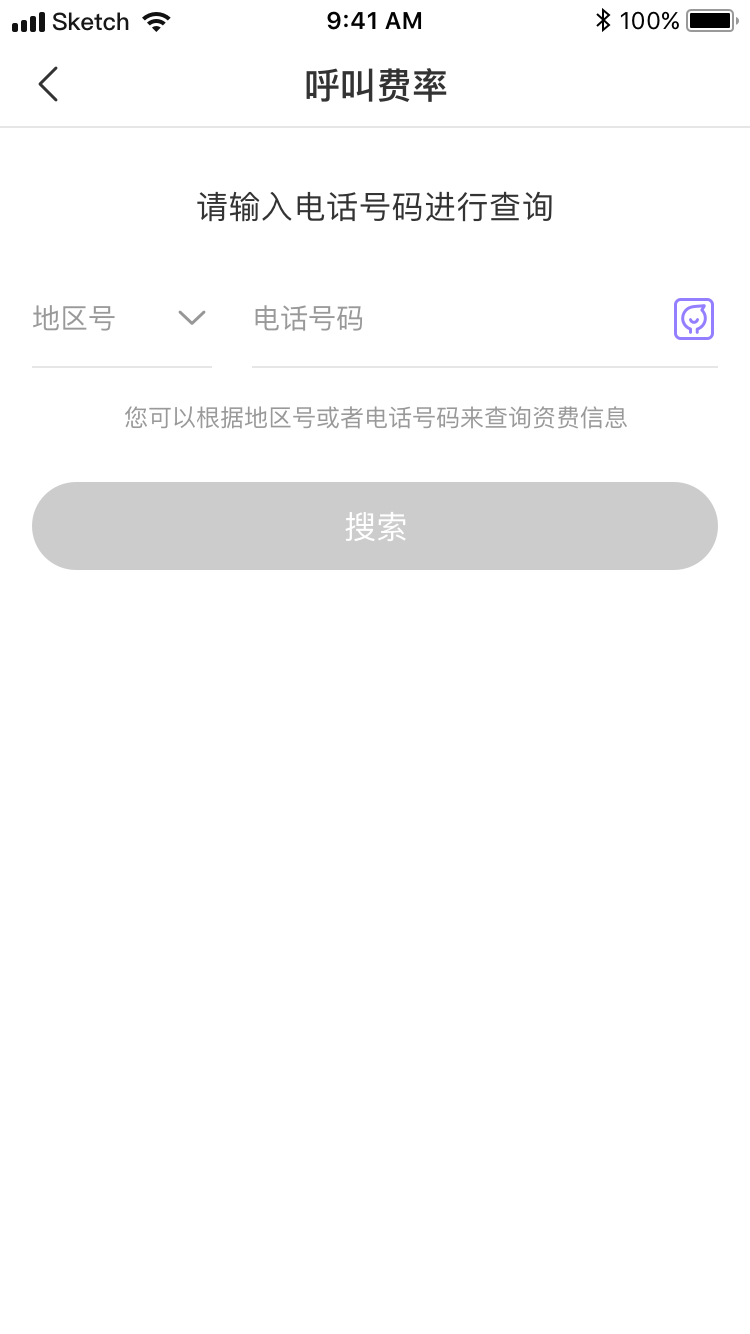 Sketch 9:41 AM 100%
呼叫费率
请输入电话号码进行查询
地区号 电话号码
您可以根据地区号或者电话号码来查询资费信息
搜索